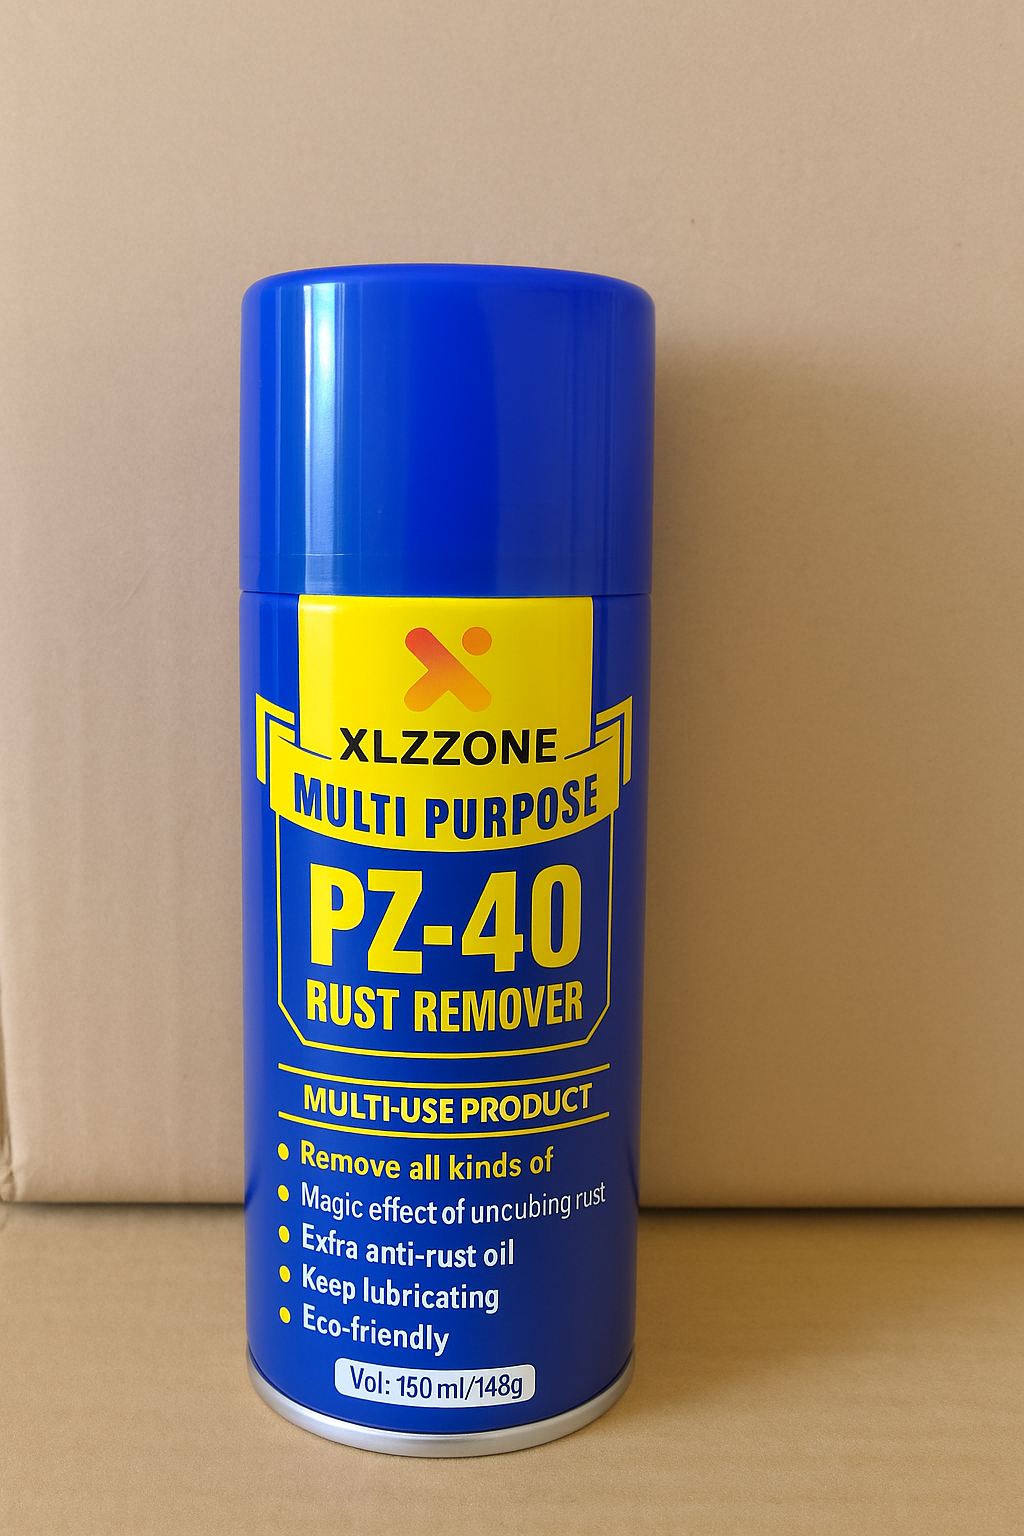 XLZZONE
MULTI PURPOSE
PZ-40
RUST REMOVER
MULTI-USE PRODUCT
Remove all kinds of
Magic effect of uncubing rust
Exfra anti-rust oil
Keep lubricating
Eco-friendly
Vol: 150 ml/148g